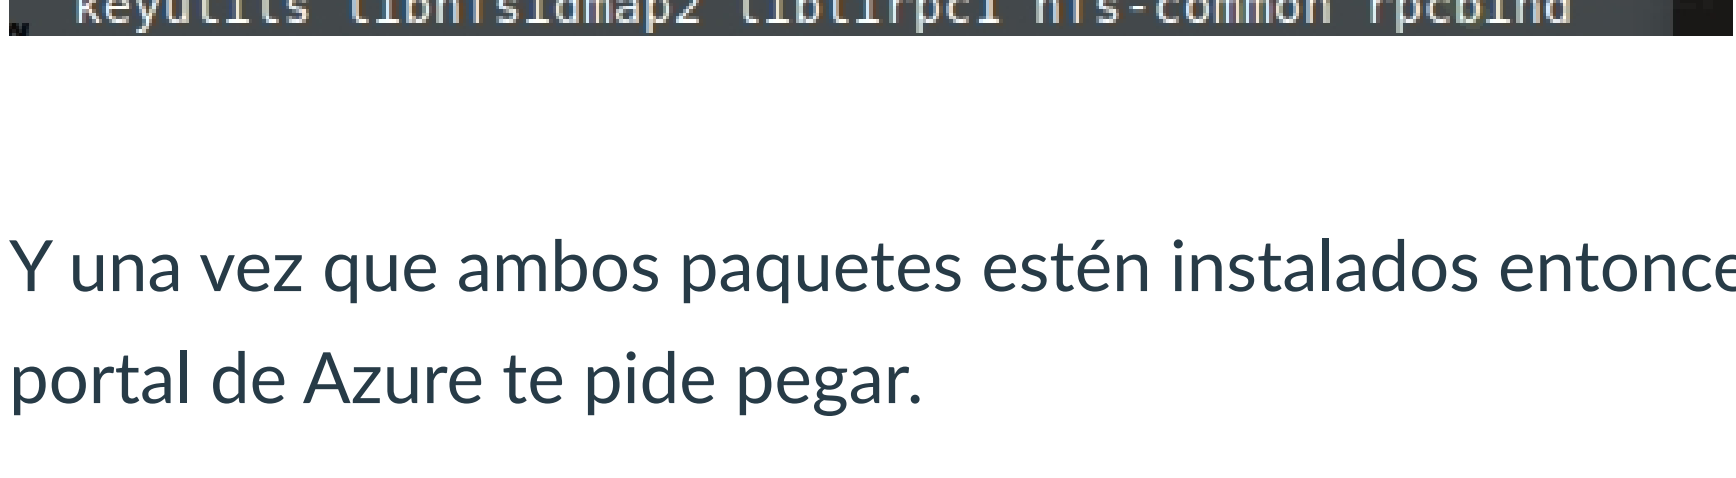 keyutils libnfsidmap2 libtirpc1 nfs-common rpcbind
Y una vez que ambos paquetes estén instalados entonce
portal de Azure te pide pegar.